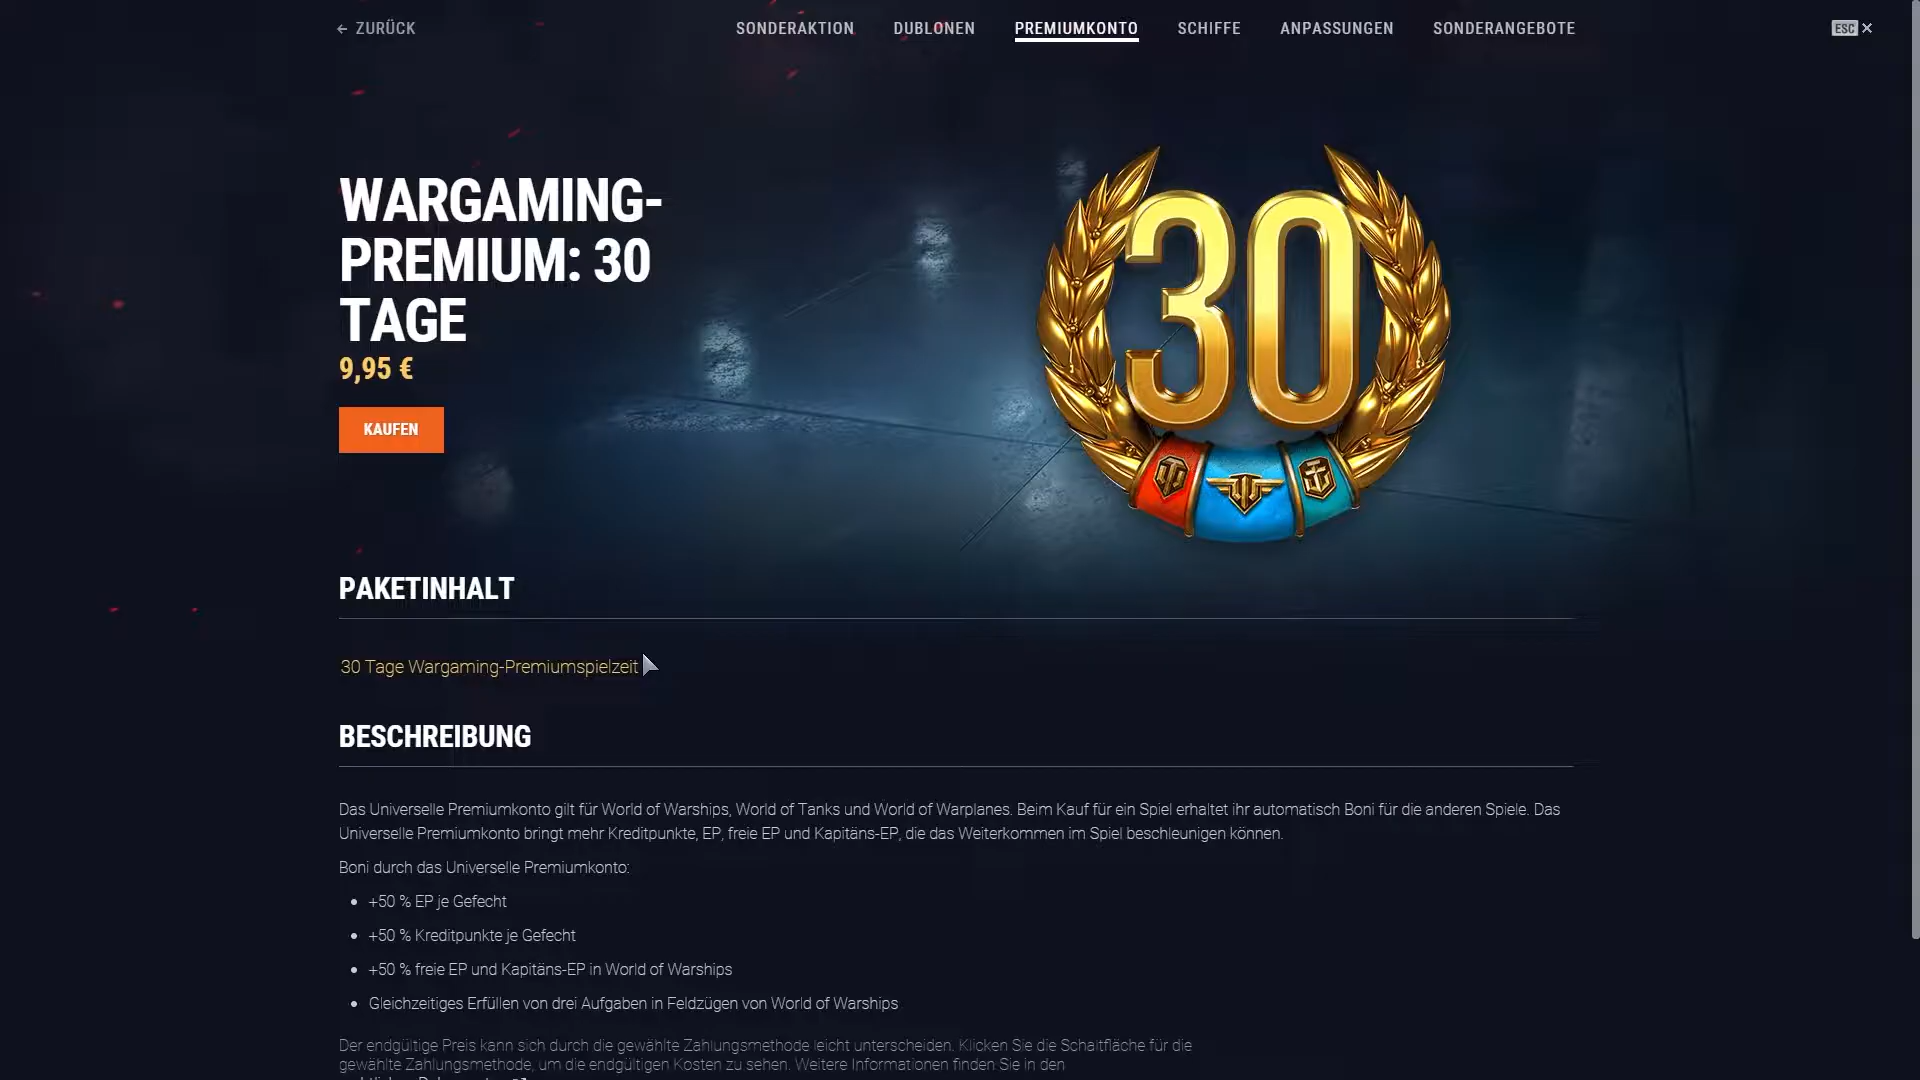 ← ZURÜCK
SONDERAKTION DUBLONEN PREMIUMKONTO SCHIFFE ANPASSUNGEN SONDERANGEBOTE
ESC ×
WARGAMING-
PREMIUM: 30
TAGE
9,95 €
KAUFEN
30
PAKETINHALT
30 Tage Wargaming-Premiumspielzeit
BESCHREIBUNG
Das Universelle Premiumkonto gilt für World of Warships, World of Tanks und World of Warplanes. Beim Kauf für ein Spiel erhaltet ihr automatisch Boni für die anderen Spiele. Das
Universelle Premiumkonto bringt mehr Kreditpunkte, EP, freie EP und Kapitäns-EP, die das Weiterkommen im Spiel beschleunigen können.
Boni durch das Universelle Premiumkonto:
• +50 % EP je Gefecht
• +50 % Kreditpunkte je Gefecht
• +50 % freie EP und Kapitäns-EP in World of Warships
• Gleichzeitiges Erfüllen von drei Aufgaben in Feldzügen von World of Warships
Der endgültige Preis kann sich durch die gewählte Zahlungsmethode leicht unterscheiden. Klicken Sie die Schaltfläche für die
gewählte Zahlungsmethode, um die endgültigen Kosten zu sehen. Weitere Informationen finden Sie in den